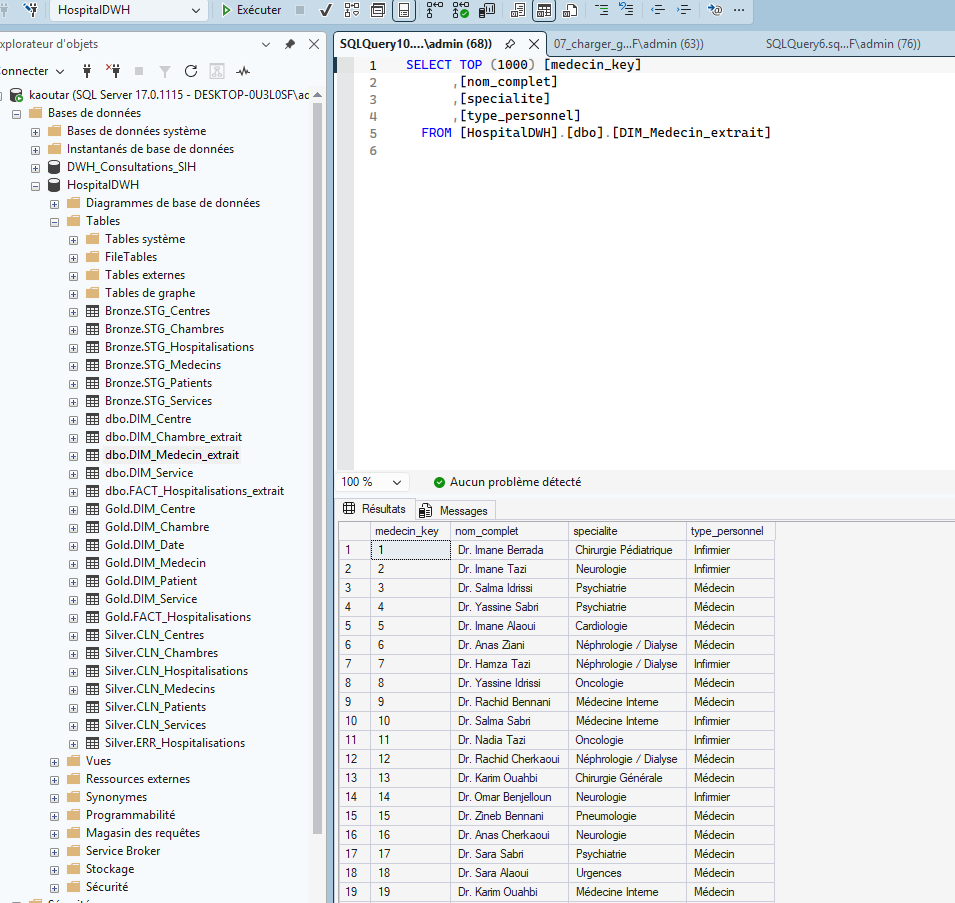 HospitalDWH Exécuter
xplorateur d'objets
SQLQuery10....\admin (68))
07_charger_g...F\admin (63))
SQLQuery6.sq...F\admin (76))
onnecter
kaoutar (SQL Server 17.0.1115 - DESKTOP-0U3L0SF\ad
Bases de données
Bases de données système
Instantanés de base de données
DWH_Consultations_SIH
HospitalDWH
Diagrammes de base de données
Tables
Tables système
FileTables
Tables externes
Tables de graphe
Bronze.STG_Centres
Bronze.STG_Chambres
Bronze.STG_Hospitalisations
Bronze.STG_Medecins
Bronze.STG_Patients
Bronze.STG_Services
dbo.DIM_Centre
dbo.DIM_Chambre_extrait
dbo.DIM_Medecin_extrait
dbo.DIM_Service
dbo.FACT_Hospitalisations_extrait
Gold.DIM_Centre
Gold.DIM_Chambre
Gold.DIM_Date
Gold.DIM_Medecin
Gold.DIM_Patient
Gold.DIM_Service
Gold.FACT_Hospitalisations
Silver.CLN_Centres
Silver.CLN_Chambres
Silver.CLN_Hospitalisations
Silver.CLN_Medecins
Silver.CLN_Patients
Silver.CLN_Services
Silver.ERR_Hospitalisations
Vues
Ressources externes
Synonymes
Programmabilité
Magasin des requêtes
Service Broker
Stockage
Sécurité
1 SELECT TOP (1000) [medecin_key]
2 ,[nom_complet]
3 ,[specialite]
4 ,[type_personnel]
5 FROM [HospitalDWH].[dbo].[DIM_Medecin_extrait]
6
100 % Aucun problème détecté
Résultats Messages
medecin_key nom_complet specialite type_personnel
1 1 Dr. Imane Berrada Chirurgie Pédiatrique Infirmier
2 2 Dr. Imane Tazi Neurologie Infirmier
3 3 Dr. Salma Idrissi Psychiatrie Médecin
4 4 Dr. Yassine Sabri Psychiatrie Médecin
5 5 Dr. Imane Alaoui Cardiologie Médecin
6 6 Dr. Anas Ziani Néphrologie / Dialyse Médecin
7 7 Dr. Hamza Tazi Néphrologie / Dialyse Infirmier
8 8 Dr. Yassine Idrissi Oncologie Médecin
9 9 Dr. Rachid Bennani Médecine Interne Médecin
10 10 Dr. Salma Sabri Médecine Interne Infirmier
11 11 Dr. Nadia Tazi Oncologie Infirmier
12 12 Dr. Rachid Cherkaoui Néphrologie / Dialyse Médecin
13 13 Dr. Karim Ouahbi Chirurgie Générale Médecin
14 14 Dr. Omar Benjelloun Neurologie Infirmier
15 15 Dr. Zineb Bennani Pneumologie Médecin
16 16 Dr. Anas Cherkaoui Neurologie Médecin
17 17 Dr. Sara Sabri Psychiatrie Médecin
18 18 Dr. Sara Alaoui Urgences Médecin
19 19 Dr. Karim Ouahbi Médecine Interne Médecin